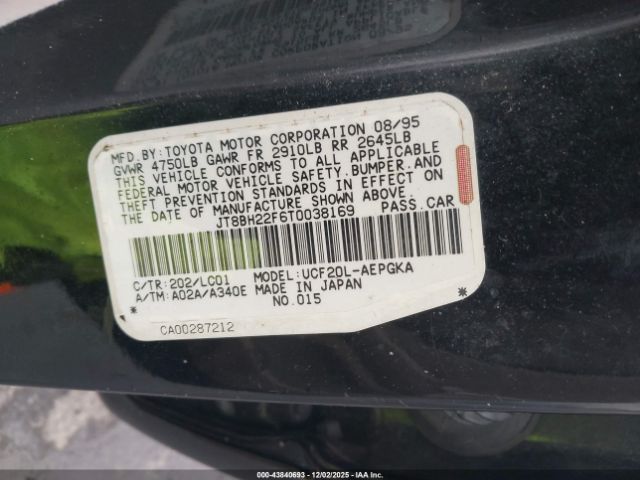 MFD.BY:TOYOTA MOTOR CORPORATION 08/95
GVWR 4750LB GAWR FR 2910LB RR 2645LB
THIS VEHICLE CONFORMS TO ALL APPLICABLE
FEDERAL MOTOR VEHICLE SAFETY,BUMPER,AND
THEFT PREVENTION STANDARDS IN EFFECT ON
THE DATE OF MANUFACTURE SHOWN ABOVE.
JT8BH22F6T0038169 PASS.CAR
C/TR:202/LC01 MODEL:UCF20L-AEPGKA
A/TM:A02A/A340E MADE IN JAPAN
* NO.015 *
CA00287212
000-43840693 - 12/02/2025 - IAAI.COM